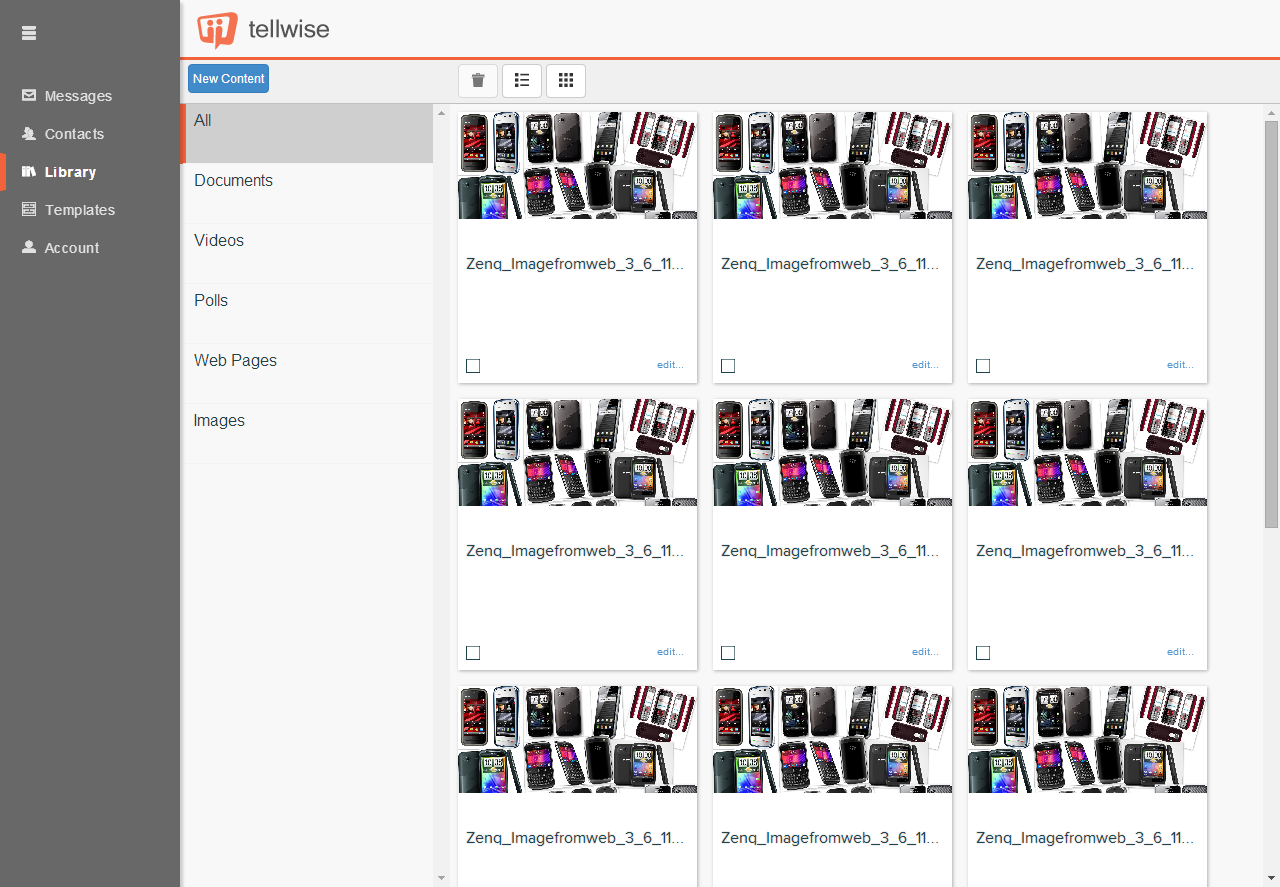 tellwise
New Content
Messages
Contacts
Library
Templates
Account
All
Documents
Videos
Polls
Web Pages
Images
Zenq_Imagefromweb_3_6_11... Zenq_Imagefromweb_3_6_11... Zenq_Imagefromweb_3_6_11...
edit... edit... edit...
Zenq_Imagefromweb_3_6_11... Zenq_Imagefromweb_3_6_11... Zenq_Imagefromweb_3_6_11...
edit... edit... edit...
Zenq_Imagefromweb_3_6_11... Zenq_Imagefromweb_3_6_11... Zenq_Imagefromweb_3_6_11...